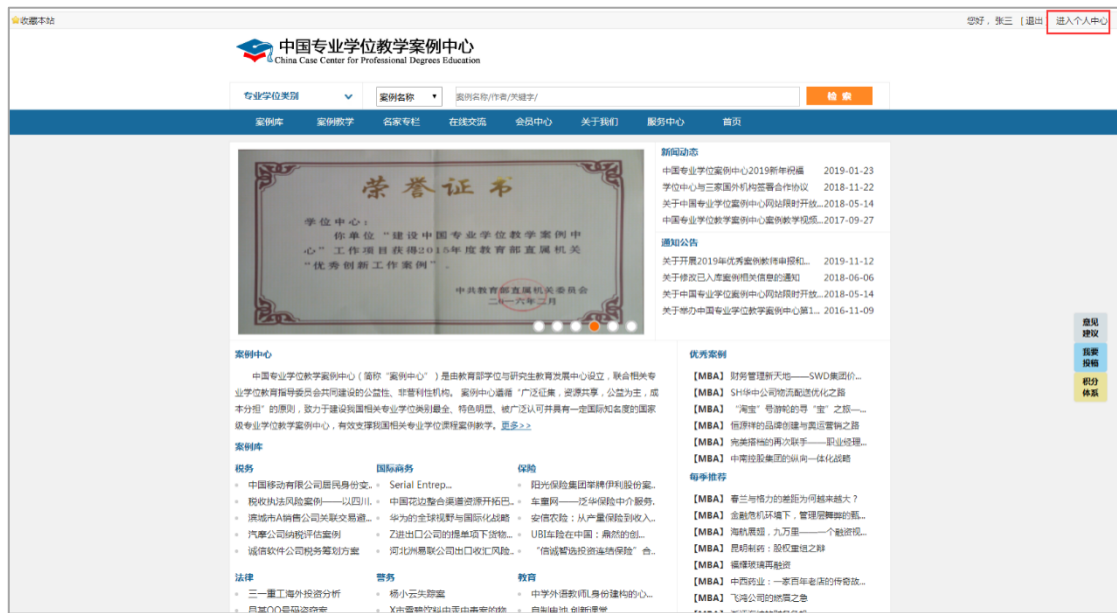 收藏本站
您好，张三 [退出 进入个人中心
中国专业学位教学案例中心
China Case Center for Professional Degrees Education
专业学位类别 案例名称 案例名称/作者/关键字/ 检 索
案例库 案例教学 名家专栏 在线交流 会员中心 关于我们 服务中心 首页
荣誉证书
学位中心：
你单位“建设中国专业学位教学案例中
心”工作项目获得2015年度教育部直属机关
“优秀创新工作案例”。
中共教育部直属机关委员会
二〇一六年二月
新闻动态
中国专业学位案例中心2019新年祝福 2019-01-23
学位中心与三家国外机构签署合作协议 2018-11-22
关于中国专业学位案例中心网站限时开放...2018-05-14
中国专业学位教学案例中心案例教学视频...2017-09-27
通知公告
关于开展2019年优秀案例教师申报和... 2019-11-12
关于修改已入库案例相关信息的通知 2018-06-06
关于中国专业学位案例中心网站限时开放...2018-05-14
关于举办中国专业学位教学案例中心第1... 2016-11-09
意见
建议
我要
投稿
积分
体系
案例中心
中国专业学位教学案例中心（简称“案例中心”）是由教育部学位与研究生教育发展中心设立，联合相关专
业学位教育指导委员会共同建设的公益性、非营利性机构。案例中心遵循“广泛征集，资源共享，公益为主，成
本分担”的原则，致力于建设我国相关专业学位类别最全、特色明显、被广泛认可并具有一定国际知名度的国家
级专业学位教学案例中心，有效支撑我国相关专业学位课程案例教学。更多>>
案例库
税务
中国移动有限公司居民身份变..
税收执法风险案例——以四川..
滨城市A销售公司关联交易避...
汽摩公司纳税评估案例
诚信软件公司税务筹划方案
国际商务
Serial Entrep...
中国花边整合渠道资源开拓巴..
华为的全球视野与国际化战略
Z进出口公司的提单项下货物...
河北洲易联公司出口收汇风险..
保险
阳光保险集团举牌伊利股份案..
车童网——泛华保险中介服务.
安信农险：从产量保险到收入..
UBI车险在中国：鼎然的创...
“信诚智选投资连结保险”合..
法律
三一重工海外投资分析
吕某QQ号码盗窃案
警务
杨小云失踪案
教育
中学外语教师L身份建构的心...
自制电池 创新课堂
优秀案例
【MBA】 财务管理新天地——SWD集团价...
【MBA】 SH华中公司物流配送优化之路
【MBA】 “淘宝”号游轮的寻“宝”之旅—...
【MBA】 恒源祥的品牌创建与奥运营销之路
【MBA】 完美搭档的再次联手——职业经理...
【MBA】 中南控股集团的纵向一体化战略
每季推荐
【MBA】 春兰与格力的差距为何越来越大？
【MBA】 金融危机环境下，管理层舞弊的甄...
【MBA】 海航展翅，九万里————个融资视...
【MBA】 昆明制药：股权重组之辩
【MBA】 福耀玻璃再融资
【MBA】 中西药业：一家百年老店的传奇故...
【MBA】 飞鸿公司的燃眉之急